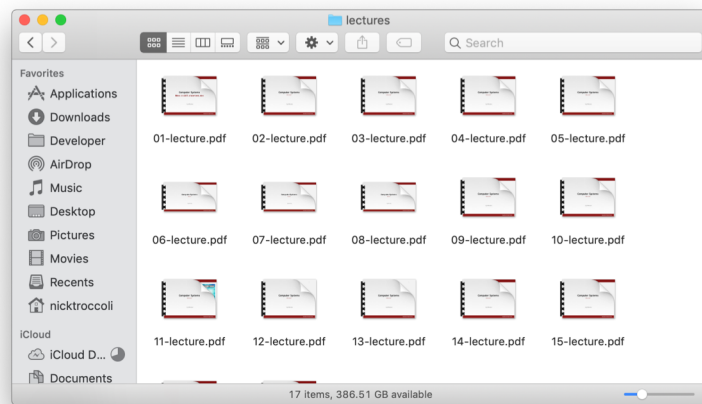 lectures
Search
Favorites
Applications
Downloads
Developer
AirDrop
Music
Desktop
Pictures
Movies
Recents
nicktroccoli
iCloud
iCloud D...
Documents
01-lecture.pdf 02-lecture.pdf 03-lecture.pdf 04-lecture.pdf 05-lecture.pdf
06-lecture.pdf 07-lecture.pdf 08-lecture.pdf 09-lecture.pdf 10-lecture.pdf
11-lecture.pdf 12-lecture.pdf 13-lecture.pdf 14-lecture.pdf 15-lecture.pdf
17 items, 386.51 GB available